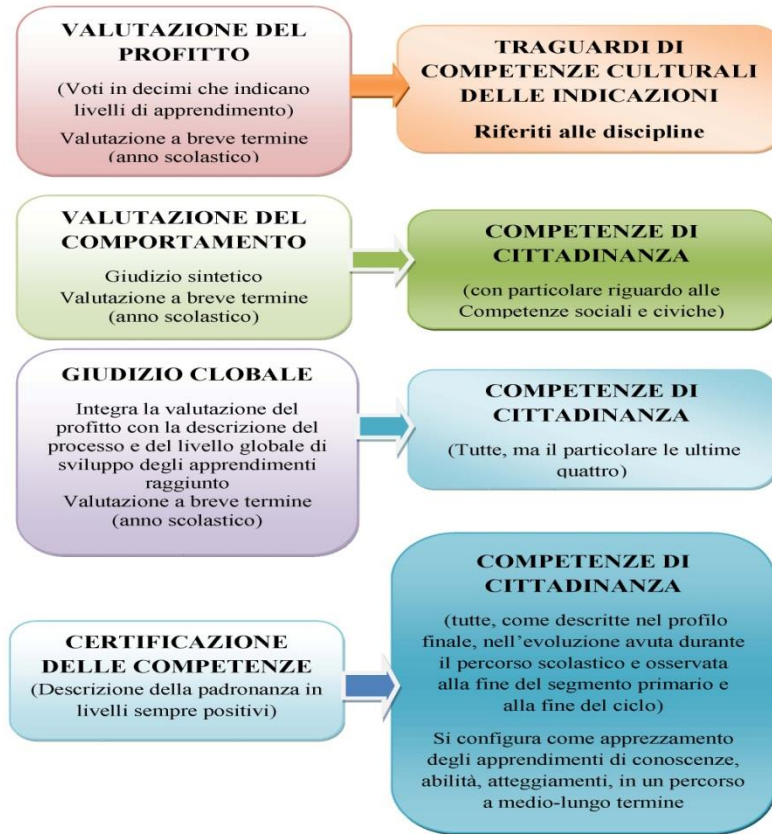 VALUTAZIONE DEL
PROFITTO
(Voti in decimi che indicano
livelli di apprendimento)
Valutazione a breve termine
(anno scolastico)
TRAGUARDI DI
COMPETENZE CULTURALI
DELLE INDICAZIONI
Riferiti alle discipline
VALUTAZIONE DEL
COMPORTAMENTO
Giudizio sintetico
Valutazione a breve termine
(anno scolastico)
COMPETENZE DI
CITTADINANZA
(con particolare riguardo alle
Competenze sociali e civiche)
GIUDIZIO CLOBALE
Integra la valutazione del
profitto con la descrizione del
processo e del livello globale di
sviluppo degli apprendimenti
raggiunto
Valutazione a breve termine
(anno scolastico)
COMPETENZE DI
CITTADINANZA
(Tutte, ma il particolare le ultime
quattro)
CERTIFICAZIONE
DELLE COMPETENZE
(Descrizione della padronanza in
livelli sempre positivi)
COMPETENZE DI
CITTADINANZA
(tutte, come descritte nel profilo
finale, nell’evoluzione avuta durante
il percorso scolastico e osservata
alla fine del segmento primario e
alla fine del ciclo)
Si configura come apprezzamento
degli apprendimenti di conoscenze,
abilità, atteggiamenti, in un percorso
a medio-lungo termine